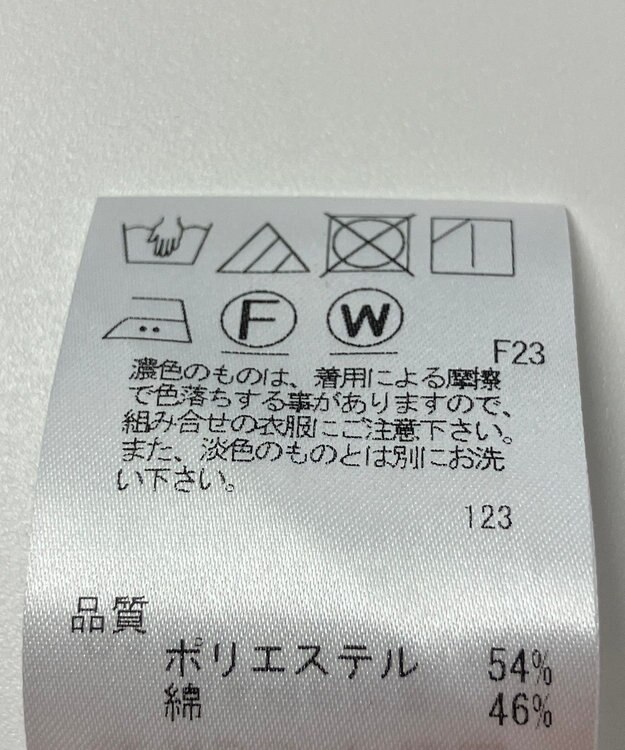 F W
F23
濃色のものは、着用による摩擦
で色落ちする事がありますので、
組み合せの衣服にご注意下さい。
また、淡色のものとは別にお洗
い下さい。
123
品質
ポリエステル 54%
綿 46%